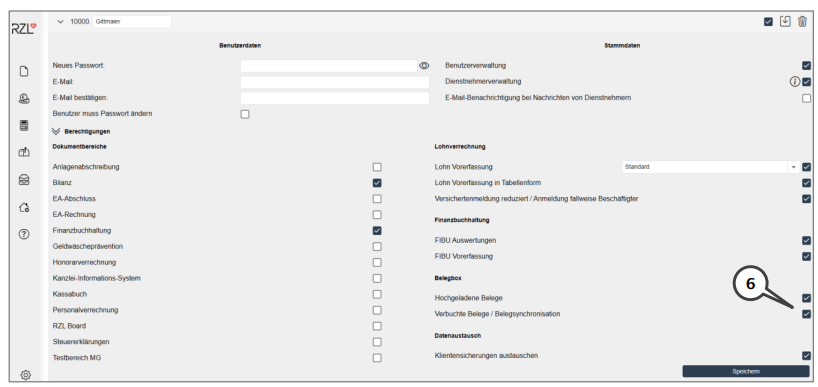 RZL
10000. Gittmaier
Benutzerdaten
Stammdaten
Neues Passwort:
Benutzerverwaltung
E-Mail:
Dienstnehmerverwaltung
E-Mail bestätigen:
E-Mail-Benachrichtigung bei Nachrichten von Dienstnehmern
Benutzer muss Passwort ändern
Berechtigungen
Dokumentbereiche
Lohnverrechnung
Anlagenabschreibung
Lohn Vorerfassung Standard
Bilanz
Lohn Vorerfassung in Tabellenform
EA-Abschluss
Versichertenmeldung reduziert / Anmeldung fallweise Beschäftigter
EA-Rechnung
Finanzbuchhaltung
Finanzbuchhaltung
FIBU Auswertungen
Geldwäscheprävention
FIBU Vorerfassung
Honorarverrechnung
Kanzlei-Informations-System
Belegbox
6
Kassabuch
Hochgeladene Belege
Personalverrechnung
Verbuchte Belege / Belegsynchronisation
RZL Board
Datenaustausch
Steuererklärungen
Testbereich MG
Klientensicherungen austauschen
Speichern